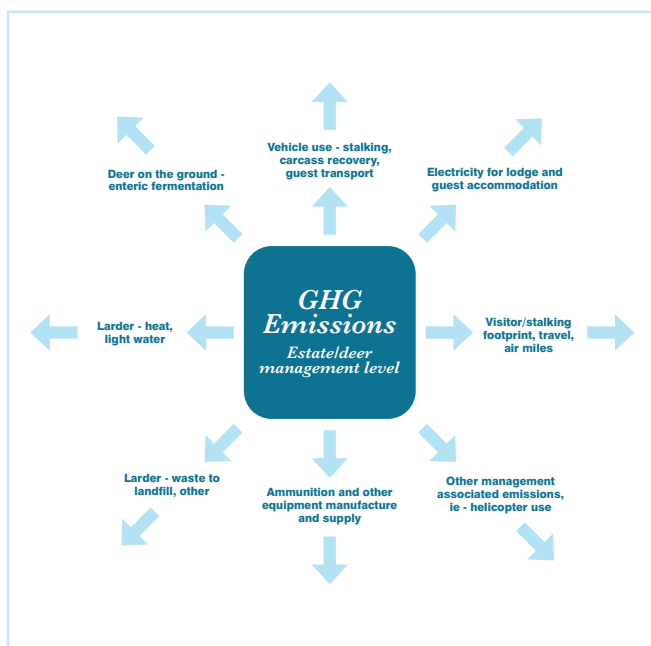 Vehicle use - stalking,
carcass recovery,
guest transport
Deer on the ground -
enteric fermentation
Electricity for lodge and
guest accommodation
GHG
Emissions
Estate/deer
management level
Larder - heat,
light water
Visitor/stalking
footprint, travel,
air miles
Larder - waste to
landfill, other
Ammunition and other
equipment manufacture
and supply
Other management
associated emissions,
ie - helicopter use